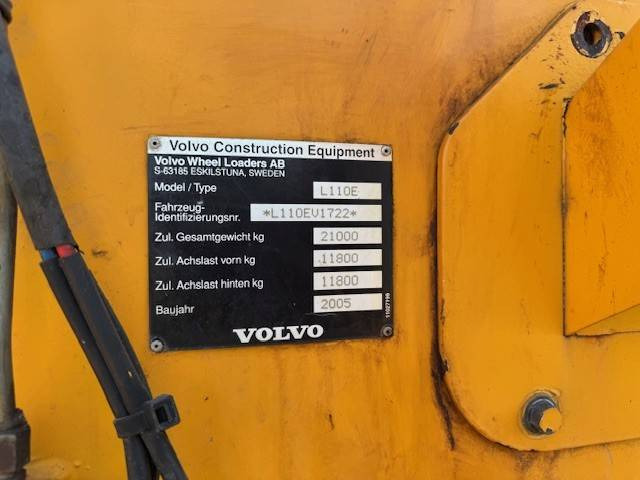 Volvo Construction Equipment
Volvo Wheel Loaders AB
S-63185 ESKILSTUNA, SWEDEN
Model / Type L110E
Fahrzeug-
Identifizierungsnr. *L110EV1722*
Zul. Gesamtgewicht kg 21000
Zul. Achslast vorn kg 11800
Zul. Achslast hinten kg 11800
Baujahr 2005
VOLVO
11027198